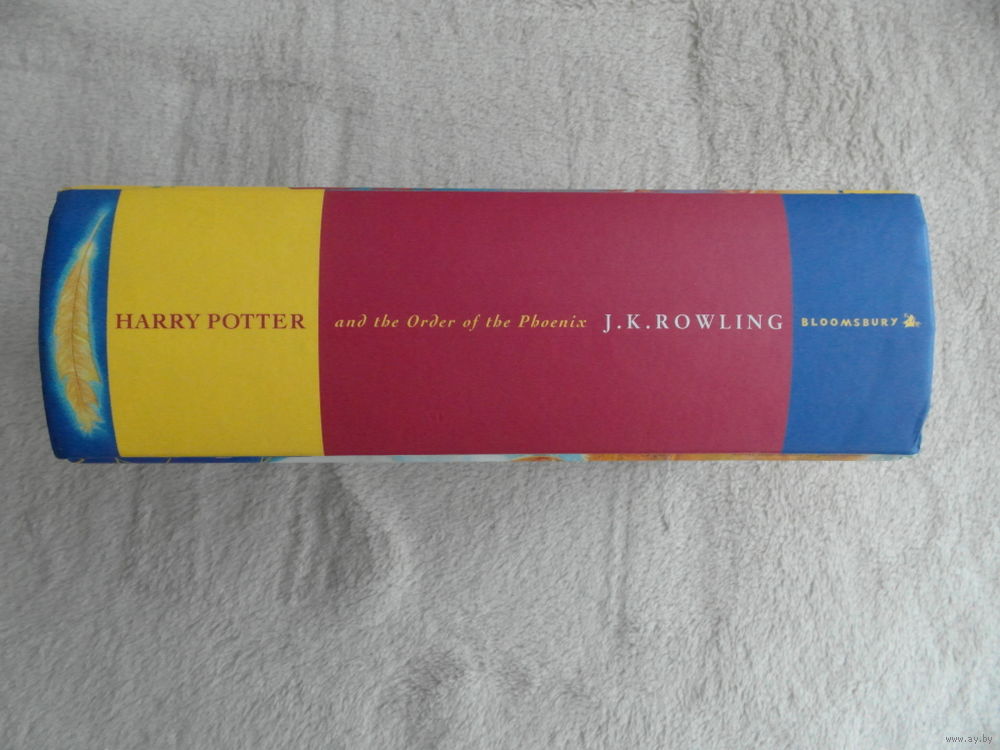 HARRY POTTER and the Order of the Phoenix J.K.ROWLING BLOOMSBURY
www.ay.by